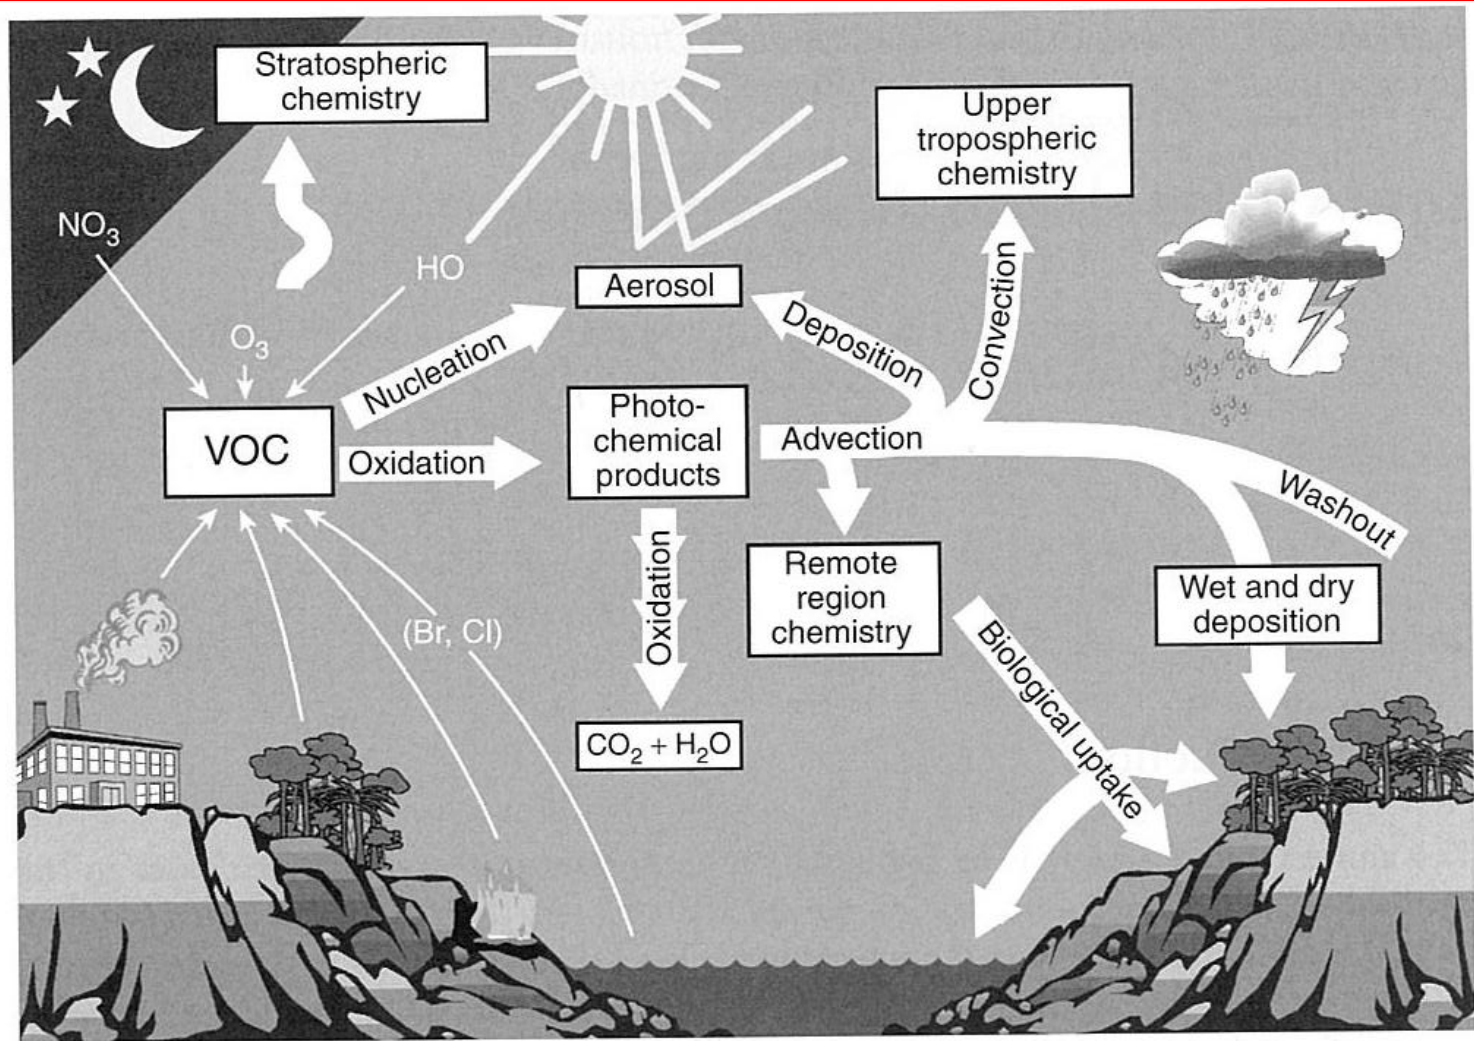 Stratospheric
chemistry
Upper
tropospheric
chemistry
NO₃
HO
O₃
Aerosol
Nucleation
Deposition
Convection
VOC
Oxidation
Photo-
chemical
products
Advection
Washout
Oxidation
Remote
region
chemistry
Wet and dry
deposition
(Br, Cl)
Biological uptake
CO₂ + H₂O